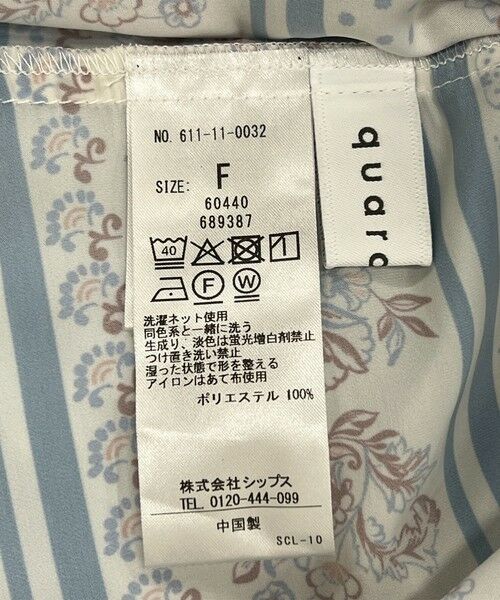 NO. 611-11-0032
SIZE: F
60440
689387
40
F W
洗濯ネット使用
同色系と一緒に洗う
生成り、淡色は蛍光増白剤禁止
つけ置き洗い禁止
湿った状態で形を整える
アイロンはあて布使用
ポリエステル 100%
株式会社シップス
TEL. 0120-444-099
中国製
SCL-10
quaro